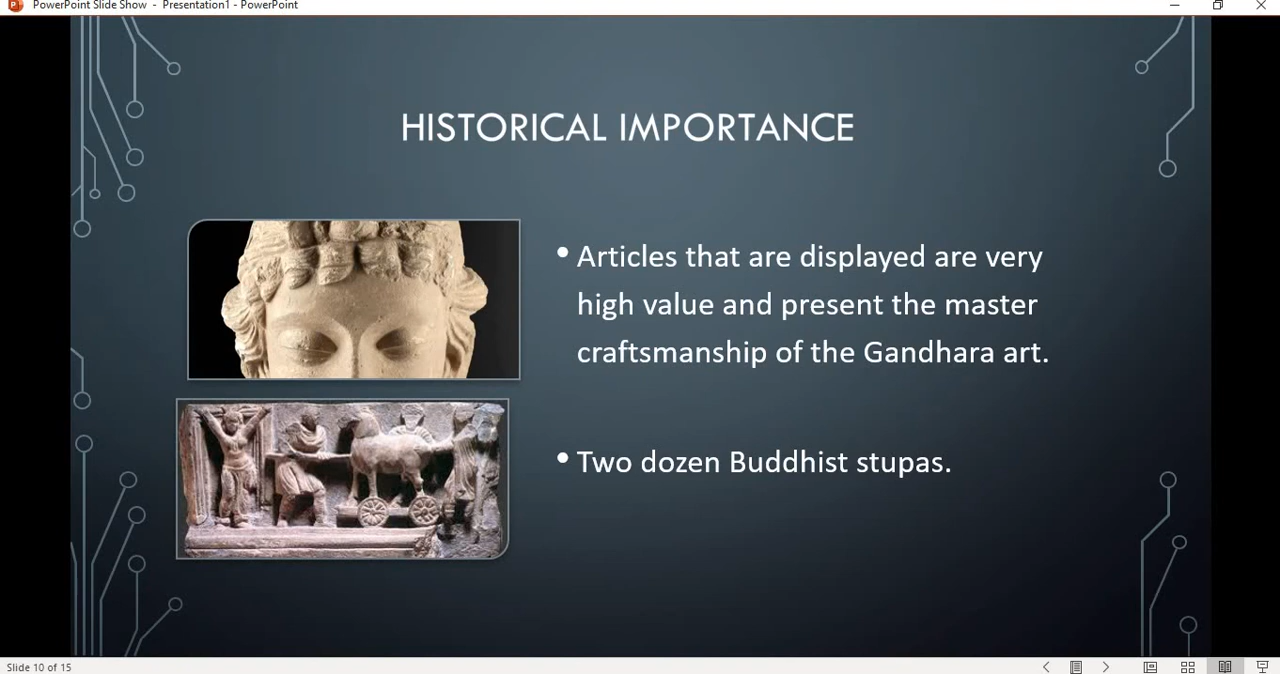 PowerPoint Slide Show - Presentation1 - PowerPoint
HISTORICAL IMPORTANCE
• Articles that are displayed are very
high value and present the master
craftsmanship of the Gandhara art.
• Two dozen Buddhist stupas.
Slide 10 of 15